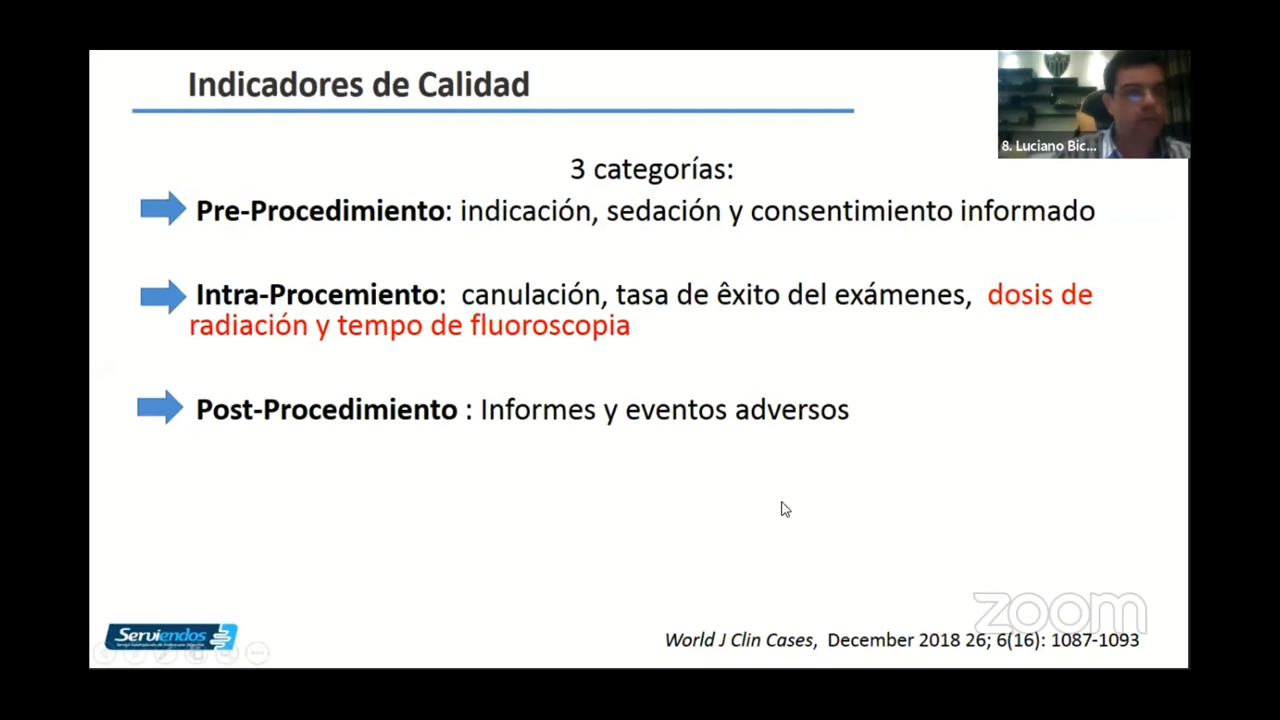 Indicadores de Calidad
8. Luciano Bic...
3 categorías:
Pre-Procedimiento: indicación, sedación y consentimiento informado
Intra-Procemiento: canulación, tasa de êxito del exámenes, dosis de
radiación y tempo de fluoroscopia
Post-Procedimiento : Informes y eventos adversos
zoom
Serviendos
World J Clin Cases, December 2018 26; 6(16): 1087-1093